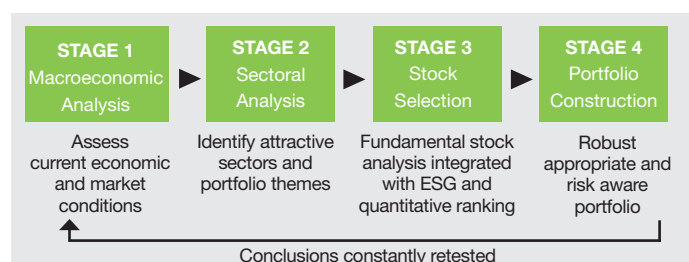 STAGE 1
Macroeconomic
Analysis
STAGE 2
Sectoral
Analysis
STAGE 3
Stock
Selection
STAGE 4
Portfolio
Construction
Assess
current economic
and market
conditions
Identify attractive
sectors and
portfolio themes
Fundamental stock
analysis integrated
with ESG and
quantitative ranking
Robust
appropriate and
risk aware
portfolio
Conclusions constantly retested